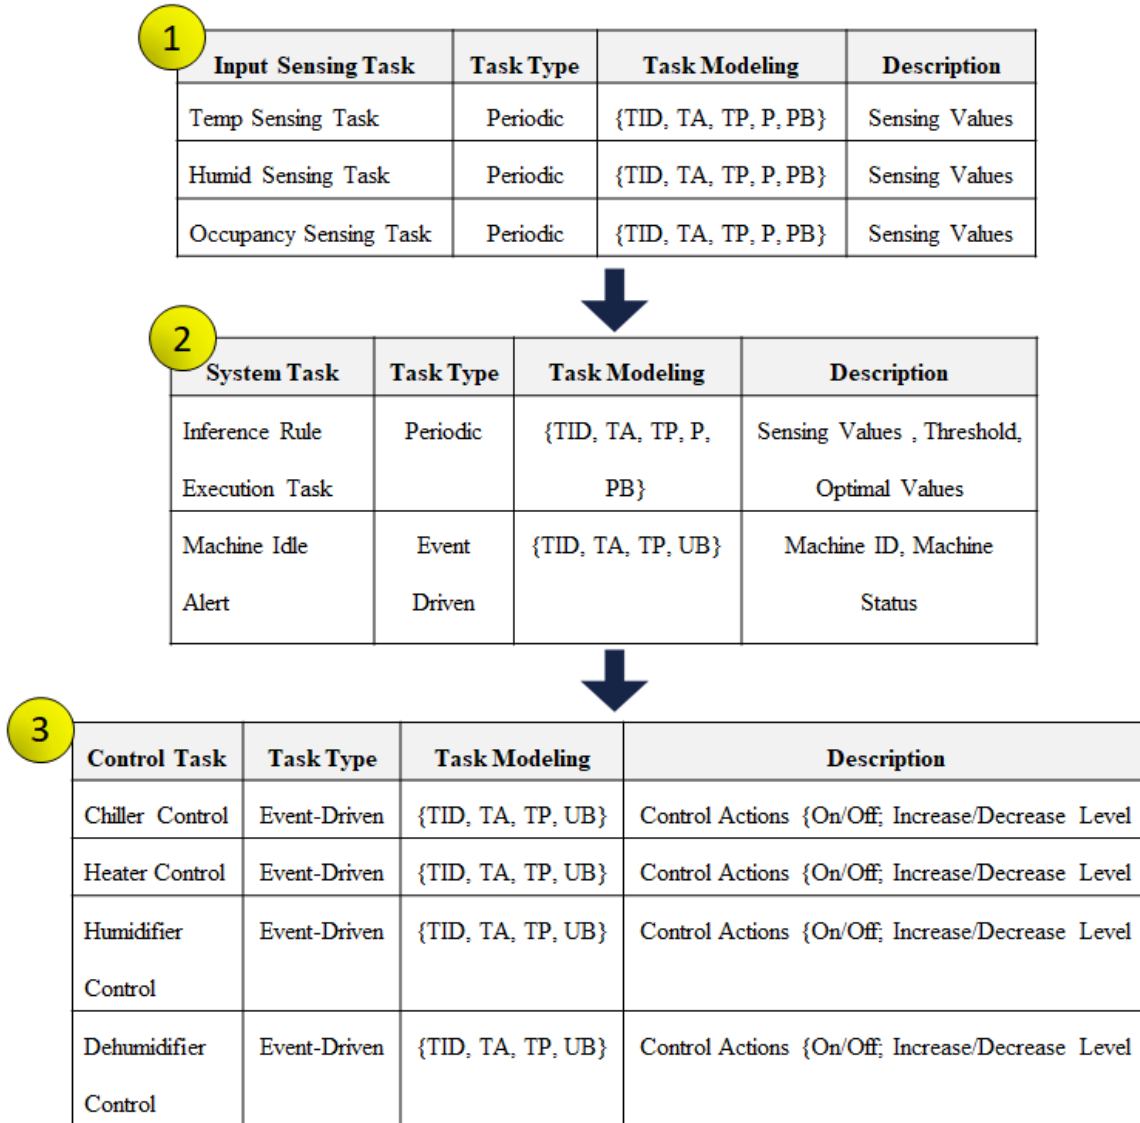 1
Input Sensing Task Task Type Task Modeling Description
Temp Sensing Task Periodic {TID, TA, TP, P, PB} Sensing Values
Humid Sensing Task Periodic {TID, TA, TP, P, PB} Sensing Values
Occupancy Sensing Task Periodic {TID, TA, TP, P, PB} Sensing Values
2
System Task Task Type Task Modeling Description
Inference Rule Periodic {TID, TA, TP, P, Sensing Values , Threshold,
Execution Task PB} Optimal Values
Machine Idle Event {TID, TA, TP, UB} Machine ID, Machine
Alert Driven Status
3
Control Task Task Type Task Modeling Description
Chiller Control Event-Driven {TID, TA, TP, UB} Control Actions {On/Off; Increase/Decrease Level
Heater Control Event-Driven {TID, TA, TP, UB} Control Actions {On/Off; Increase/Decrease Level
Humidifier Event-Driven {TID, TA, TP, UB} Control Actions {On/Off; Increase/Decrease Level
Control
Dehumidifier Event-Driven {TID, TA, TP, UB} Control Actions {On/Off; Increase/Decrease Level
Control